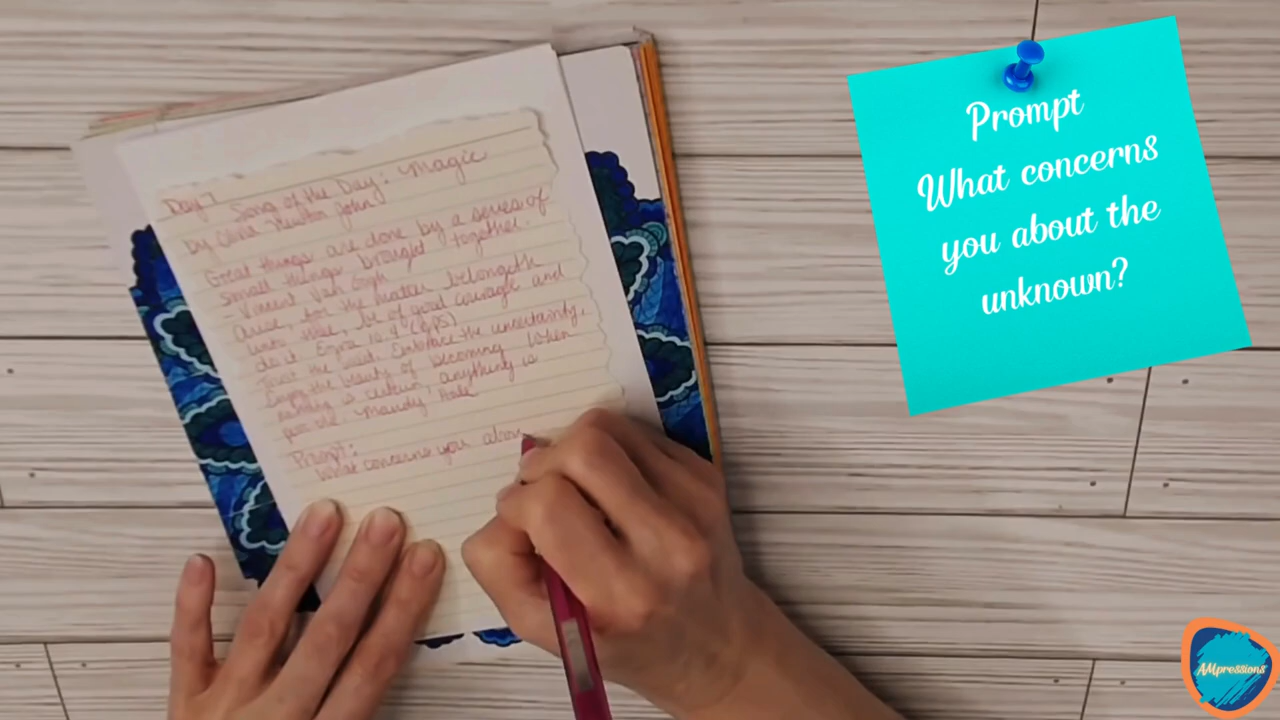 Day 7 Song of the Day: Magic
by Olivia Newton John
Great things are done by a series of
small things brought together.
- Vincent Van Gogh
Arise, for the matter belongeth
unto thee, be of good courage and
do it Ezra 10:4
Trust the wait. Embrace the uncertainty.
Enjoy the beauty of becoming. When
nothing is certain, anything is
possible Mandy Hale
Prompt:
What concerns you abou
Prompt
What concerns
you about the
unknown?
AMpressions